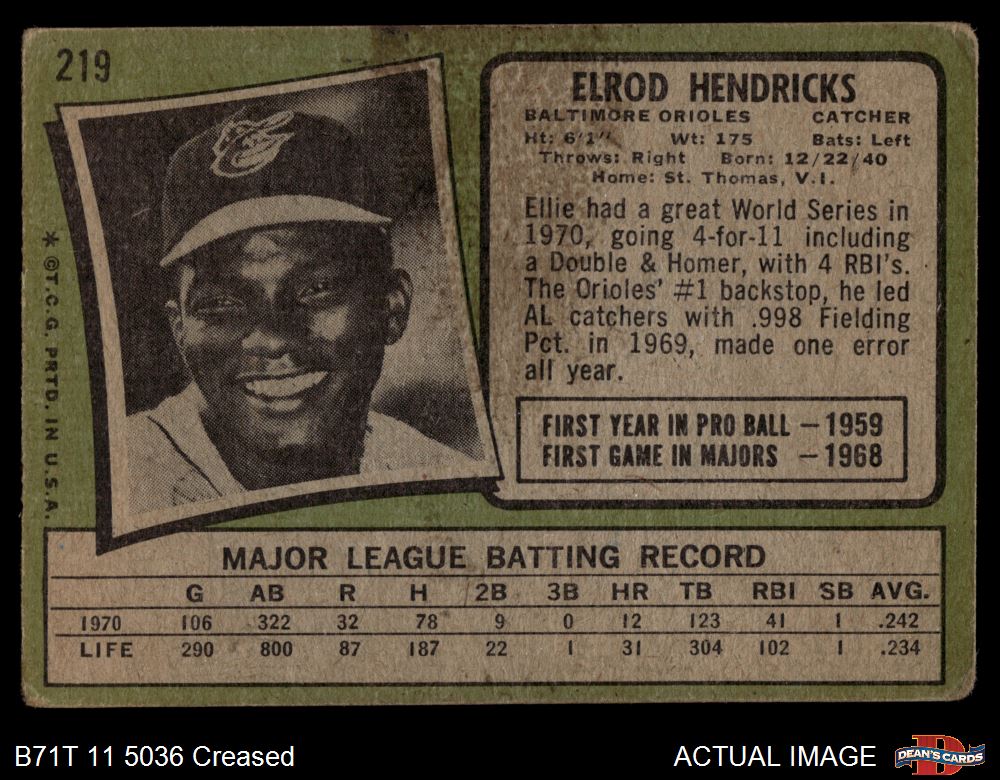 219
* ©T.C.G. PRTD. IN U.S.A.
ELROD HENDRICKS
BALTIMORE ORIOLES CATCHER
Ht: 6'1" Wt: 175 Bats: Left
Throws: Right Born: 12/22/40
Home: St. Thomas, V.I.
Ellie had a great World Series in
1970, going 4-for-11 including
a Double & Homer, with 4 RBI's.
The Orioles' #1 backstop, he led
AL catchers with .998 Fielding
Pct. in 1969, made one error
all year.
FIRST YEAR IN PRO BALL – 1959
FIRST GAME IN MAJORS – 1968
MAJOR LEAGUE BATTING RECORD
G AB R H 2B 3B HR TB RBI SB AVG.
1970 106 322 32 78 9 0 12 123 41 1 .242
LIFE 290 800 87 187 22 1 31 304 102 1 .234
B71T 11 5036 Creased
ACTUAL IMAGE
D
DEAN'S CARDS